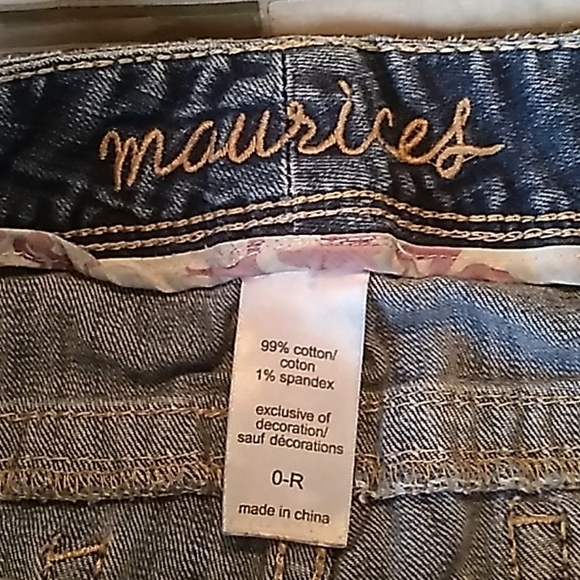 maurices
99% cotton/
coton
1% spandex
exclusive of
decoration/
sauf décorations
0-R
made in china